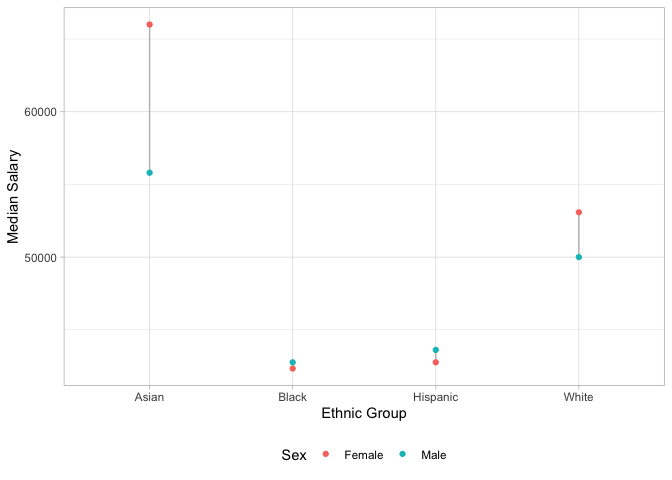 60000
50000
Median Salary
Asian Black Hispanic White
Ethnic Group
Sex Female Male